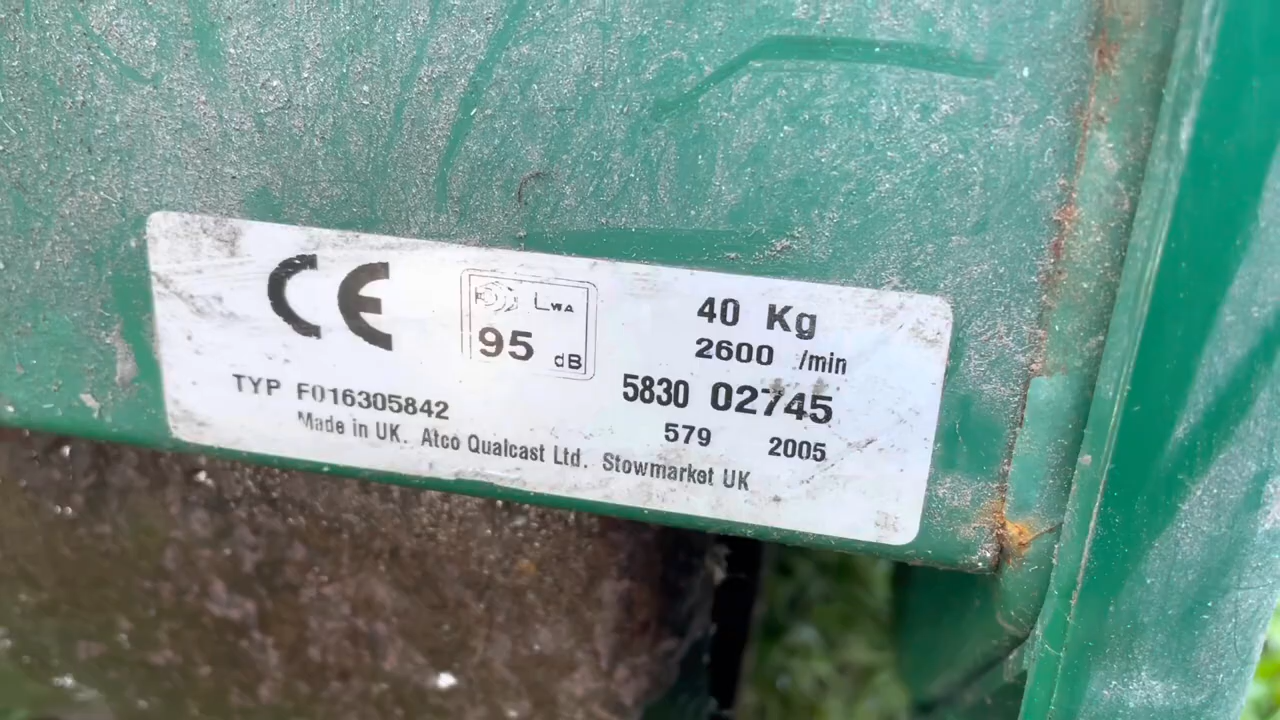 CE
LWA
95 dB
40 Kg
2600 /min
5830 02745
TYP F016305842
579 2005
Made in UK. Atco Qualcast Ltd. Stowmarket UK